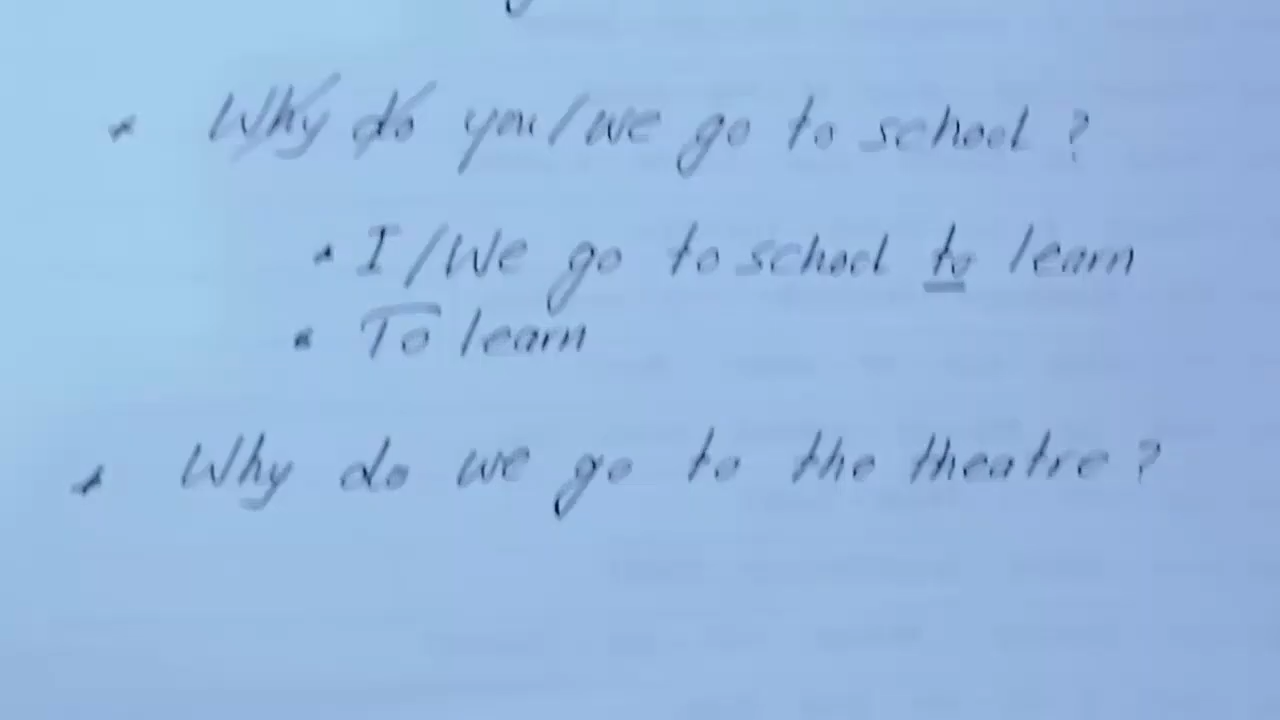 * Why do you/we go to school ?
• I/We go to school to learn
• To learn
* Why do we go to the theatre ?